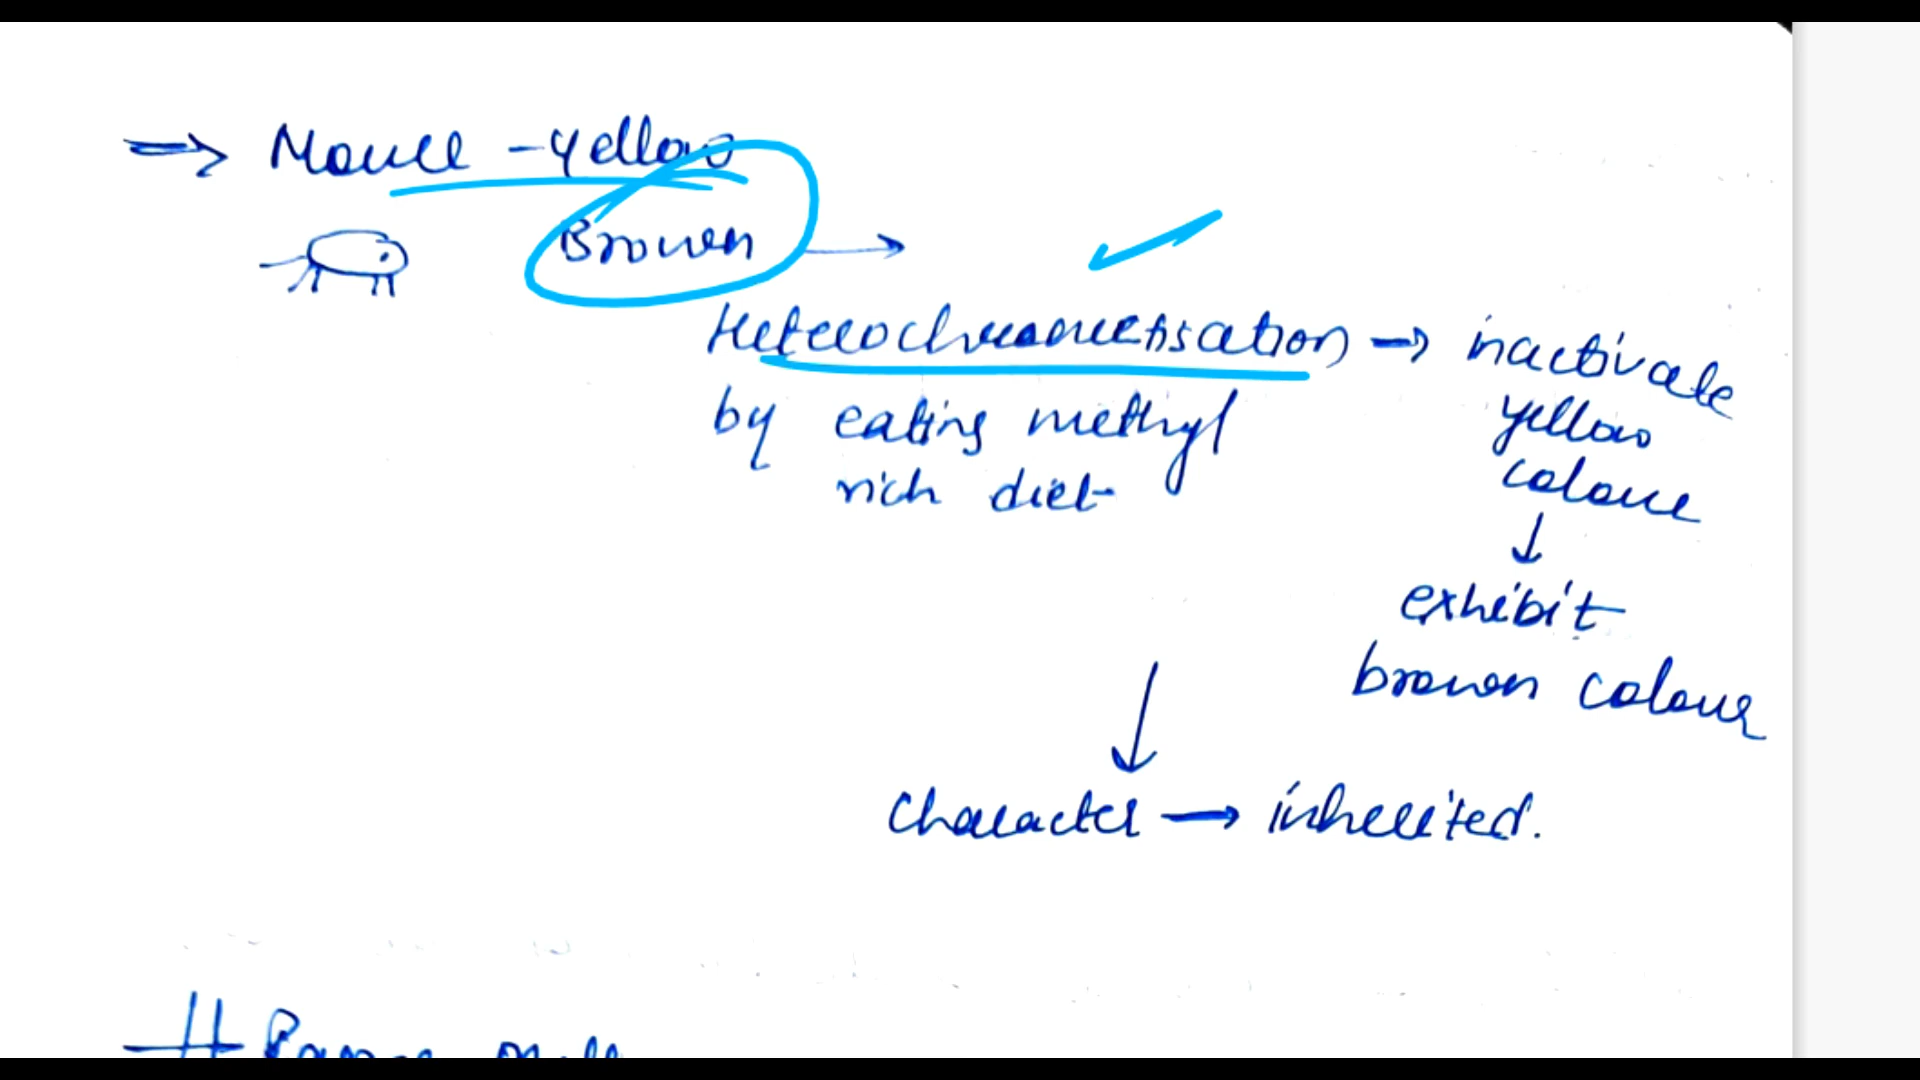 ⇒ Mouse - yellow
Brown →
Heterochromatisation → inactivate
by eating methyl yellow
rich diet colour
↓
exhibit
brown colour
↓
Character → inherited.
#